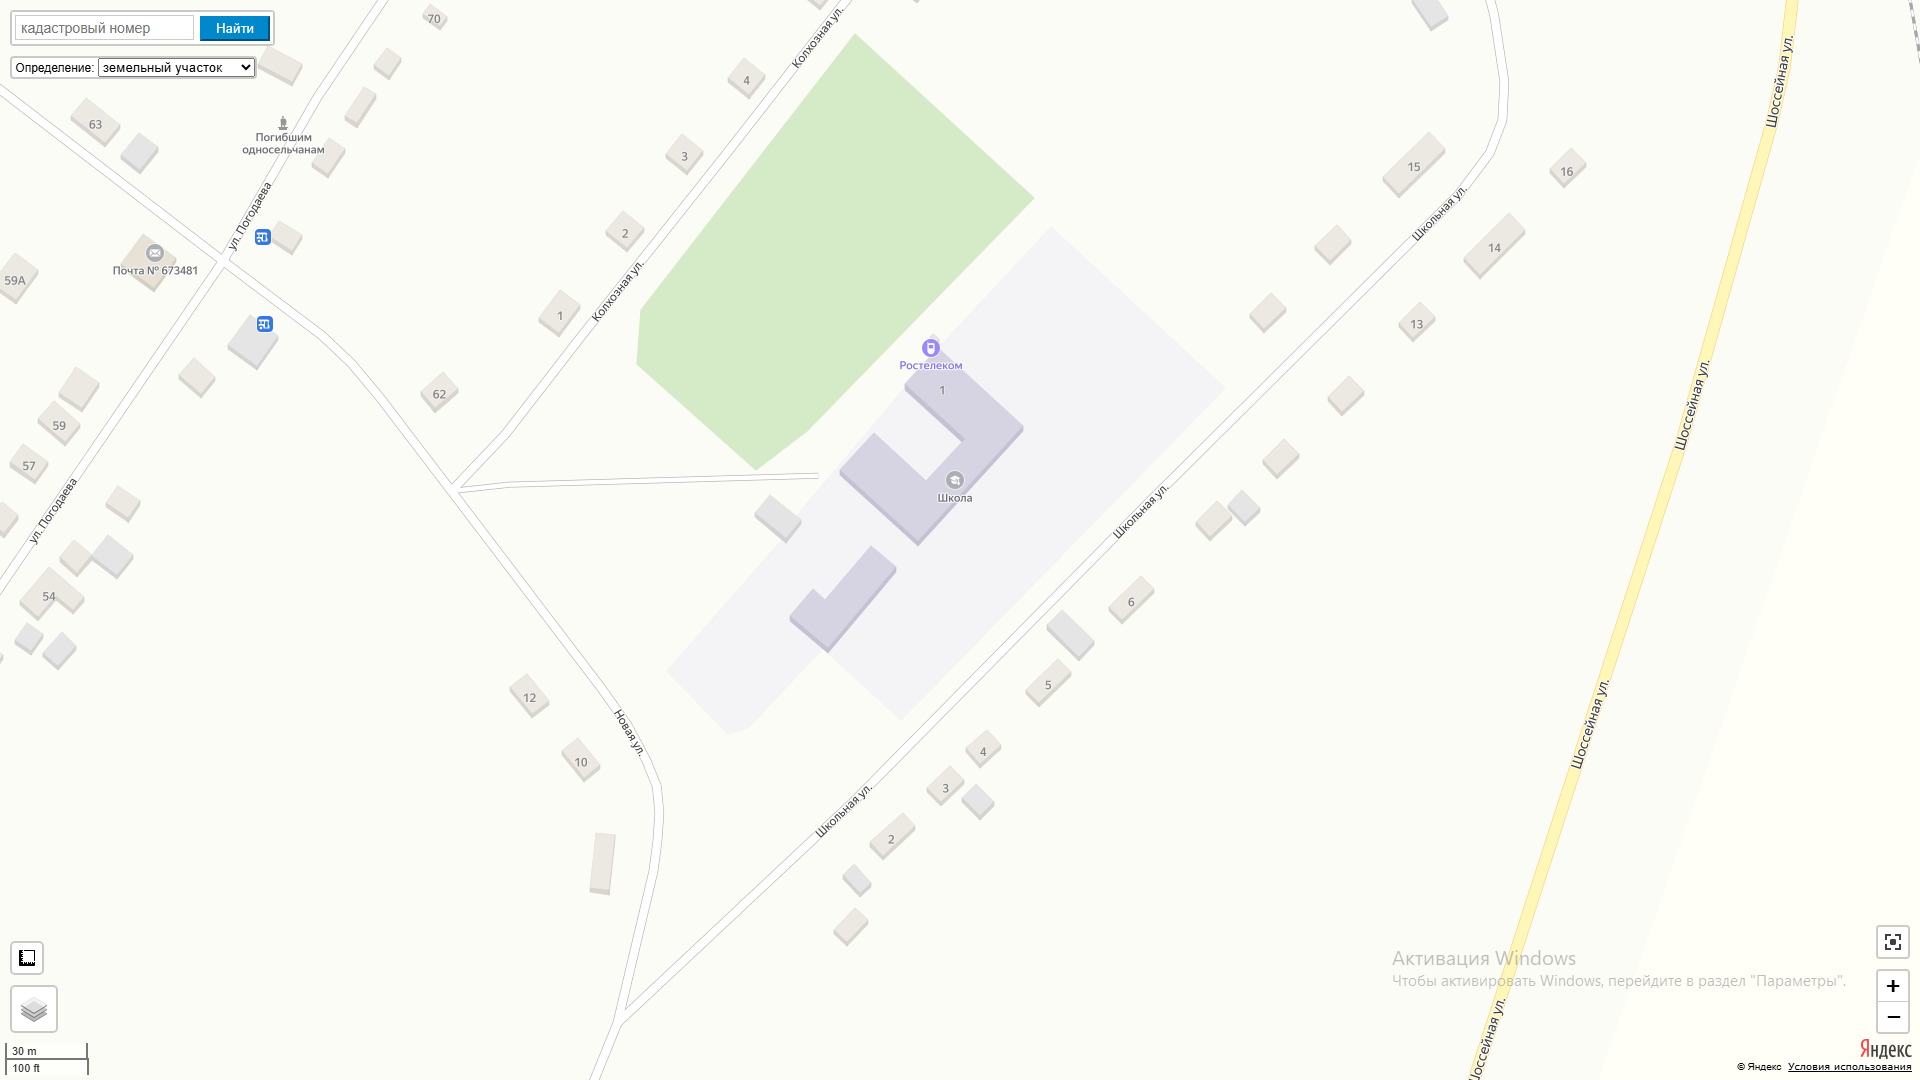 кадастровый номер
Найти
Определение: земельный участок
70
63
Погибшим
односельчанам
ул. Погодаева
Почта № 673481
59А
59
57
ул. Погодаева
54
62
Колхозная ул.
4
3
2
1
Колхозная ул.
Ростелеком
1
Школа
12
10
Новая ул.
Школьная ул.
15
16
14
13
Школьная ул.
6
5
4
3
2
Школьная ул.
Шоссейная ул.
Шоссейная ул.
Шоссейная ул.
Шоссейная ул.
Активация Windows
Чтобы активировать Windows, перейдите в раздел "Параметры".
+
−
30 m
100 ft
Яндекс
© Яндекс Условия использования